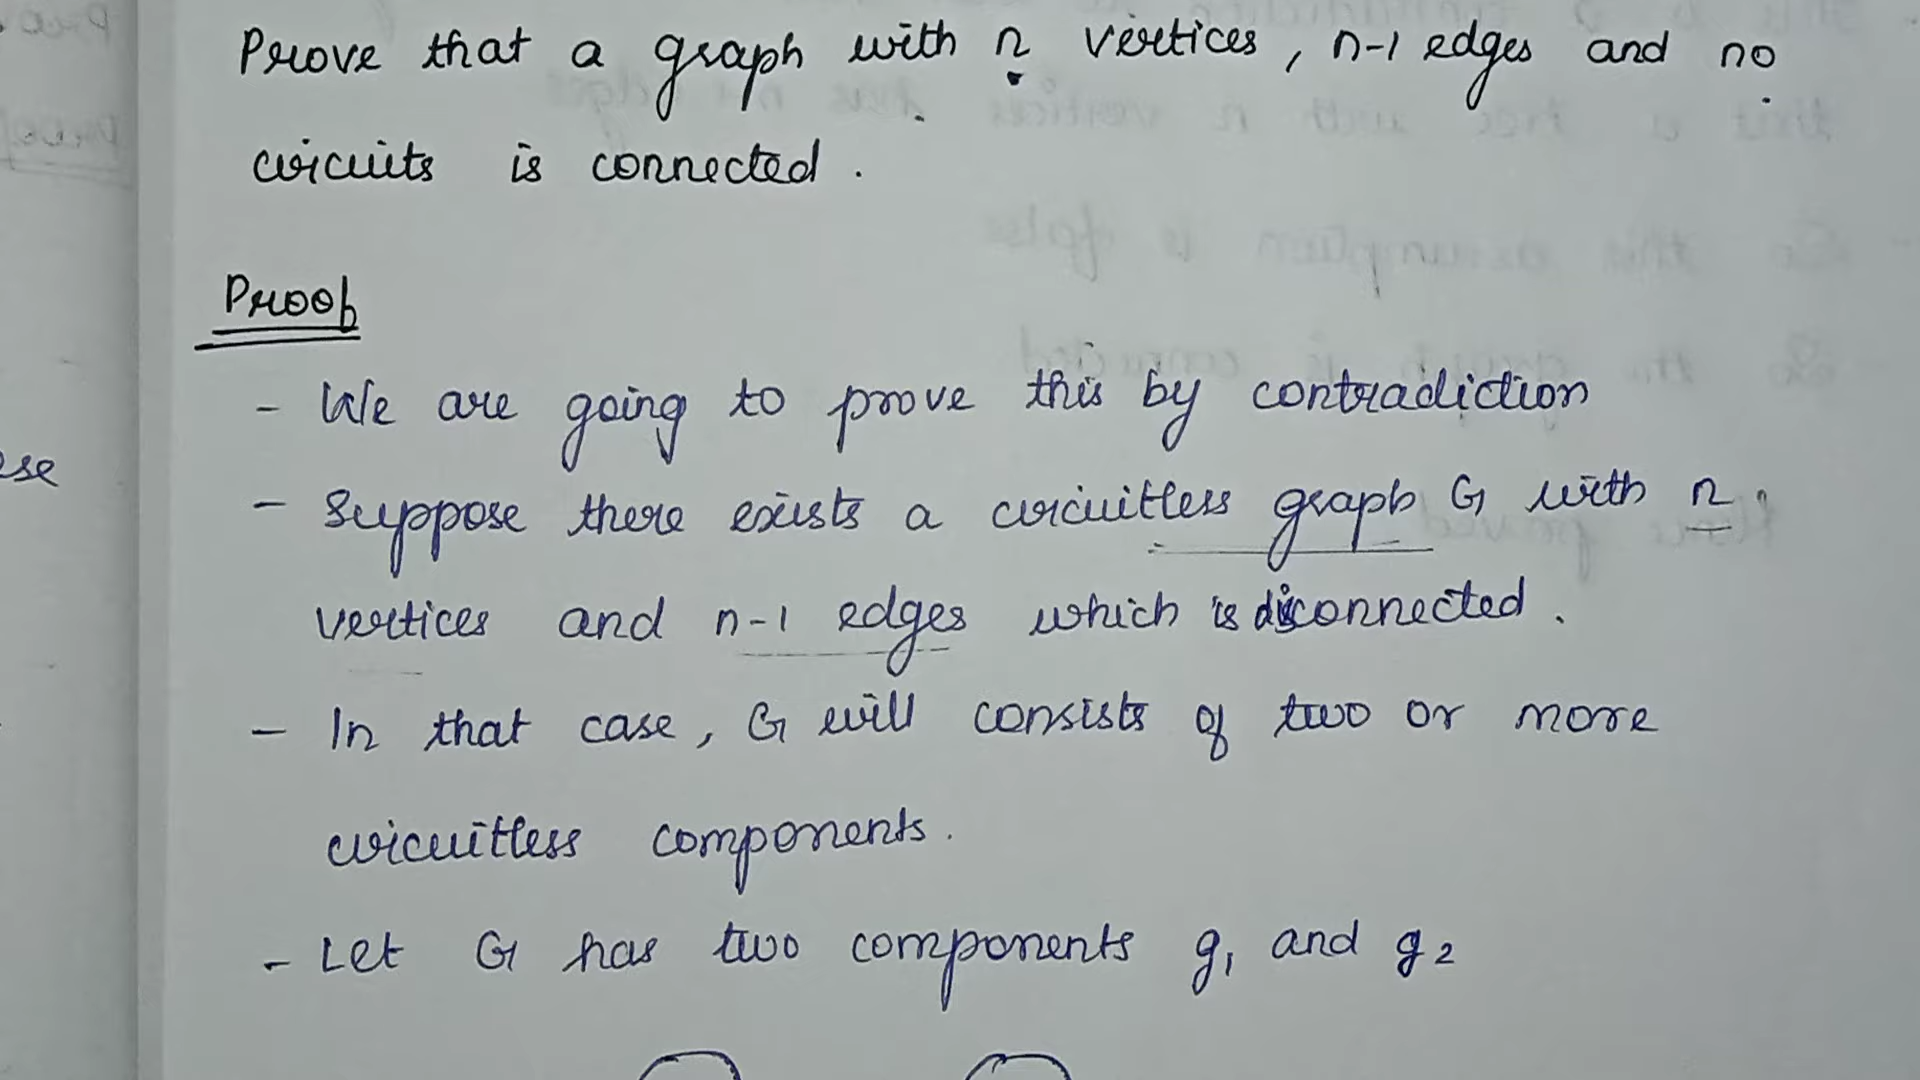 Prove that a graph with n vertices, n-1 edges and no
circuits is connected.
Proof
- We are going to prove this by contradiction
- Suppose there exists a circuitless graph G with n
vertices and n-1 edges which is disconnected.
- In that case, G will consists of two or more
circuitless components.
- Let G has two components g1 and g2